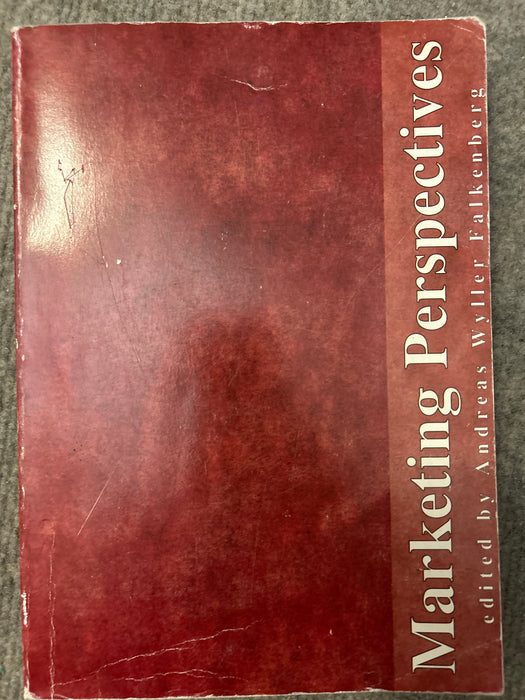 Marketing Perspectives
edited by Andreas Wyller Falkenberg